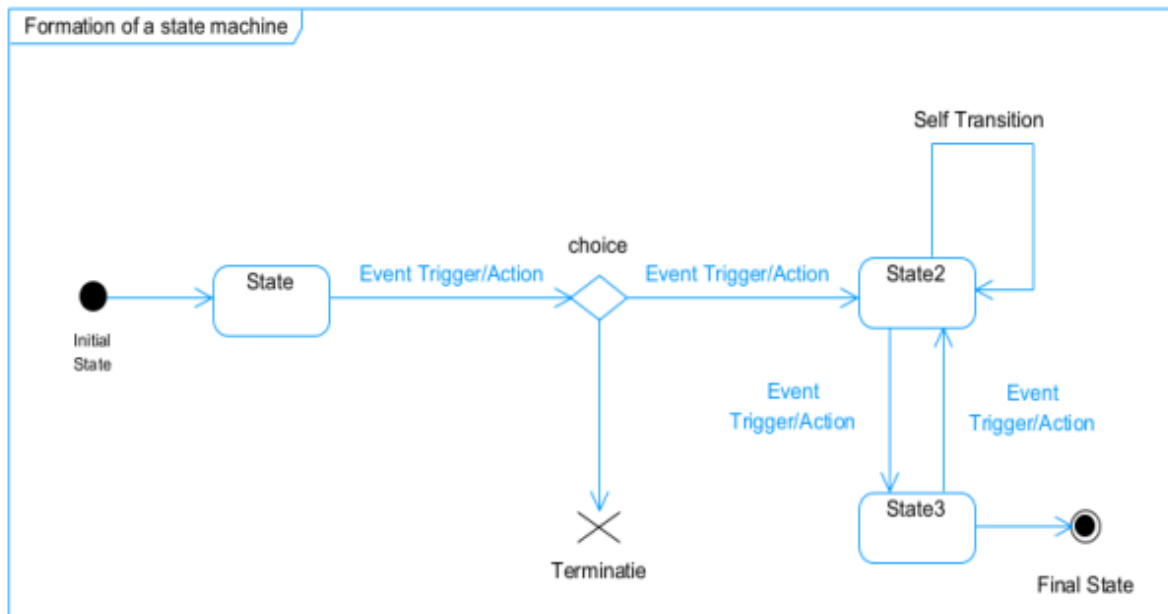 Formation of a state machine
Self Transition
choice
State
Event Trigger/Action
Event Trigger/Action
State2
Initial
State
Event
Trigger/Action
Event
Trigger/Action
State3
Terminatie
Final State